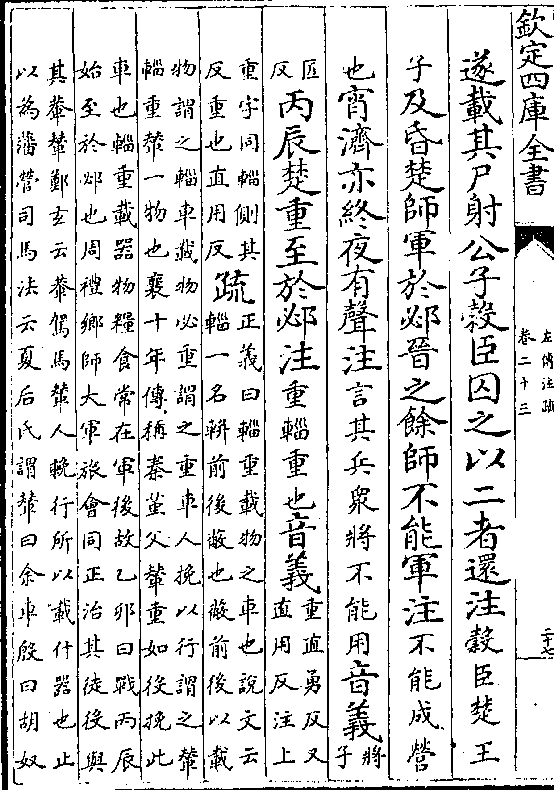 欽定四庫全書
左傳注疏
卷二十三
二十七
遂載其尸射公子榖臣囚之以二者還注榖臣楚王
子及昏楚師軍於邲晉之餘師不能軍注不能成營
也宵濟亦終夜有聲注言其兵衆將不能用音義將子
匠反丙辰楚重至於邲注重輜重也音義重直勇反又直用反注上
重字同輜側其反重也直用反疏正義曰輜重載物之車也說文云輜一名軿前後蔽也蔽前後以載
物謂之輜車載物必重謂之重車人挽以行謂之輦輜重輦一物也襄十年傳稱秦堇父輦重如役挽此
車也輜重載器物糧食常在軍後故乙邜曰戰丙辰始至於邲也周禮鄉師大軍旅會同正治其徒役與
其輂輦鄭玄云輂駕馬輦人輓行所以載什器也止以為藩營司馬法云夏后氏謂輦曰余車殷曰胡奴